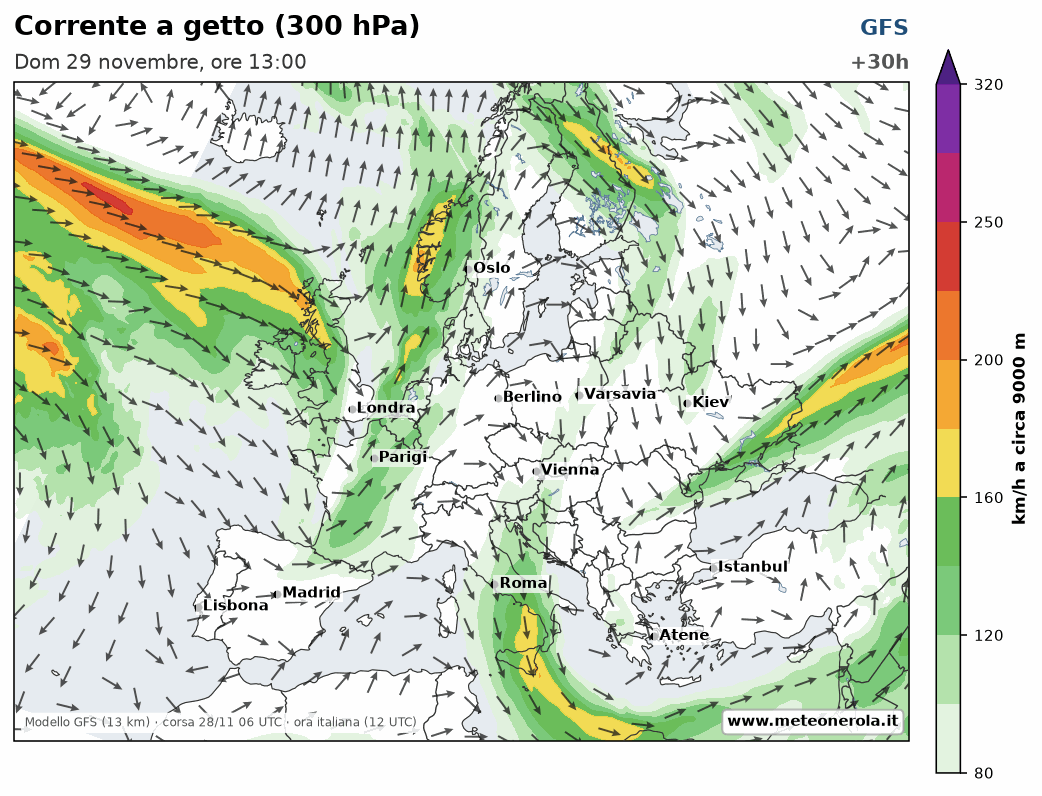 Corrente a getto (300 hPa)
GFS
Dom 29 novembre, ore 13:00
+30h
320
250
200
160
120
80
km/h a circa 9000 m
Oslo
Berlino
Varsavia
Kiev
Londra
Parigi
Vienna
Istanbul
Roma
Madrid
Lisbona
Atene
Modello GFS (13 km) · corsa 28/11 06 UTC · ora italiana (12 UTC)
www.meteonerola.it